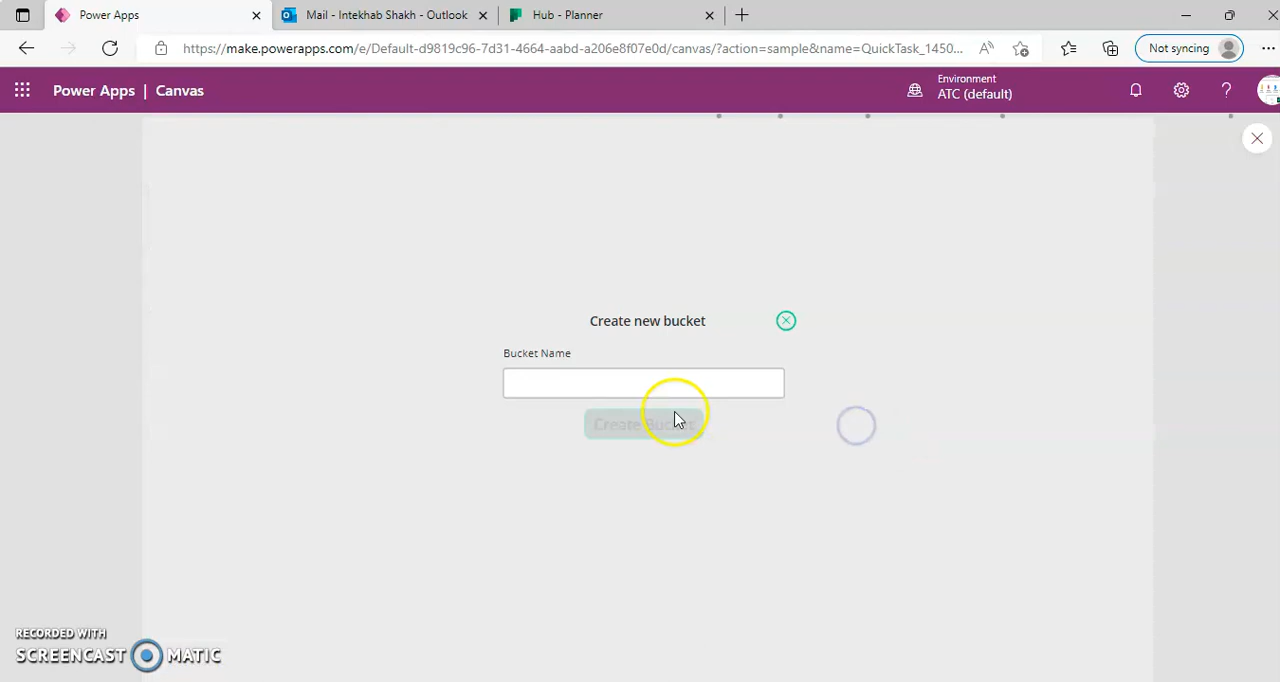 Power Apps
Mail - Intekhab Shakh - Outlook
Hub - Planner
https://make.powerapps.com/e/Default-d9819c96-7d31-4664-aabd-a206e8f07e0d/canvas/?action=sample&name=QuickTask_1450...
Not syncing
Power Apps | Canvas
Environment
ATC (default)
Create new bucket
Bucket Name
Create Bucket
RECORDED WITH
SCREENCAST MATIC